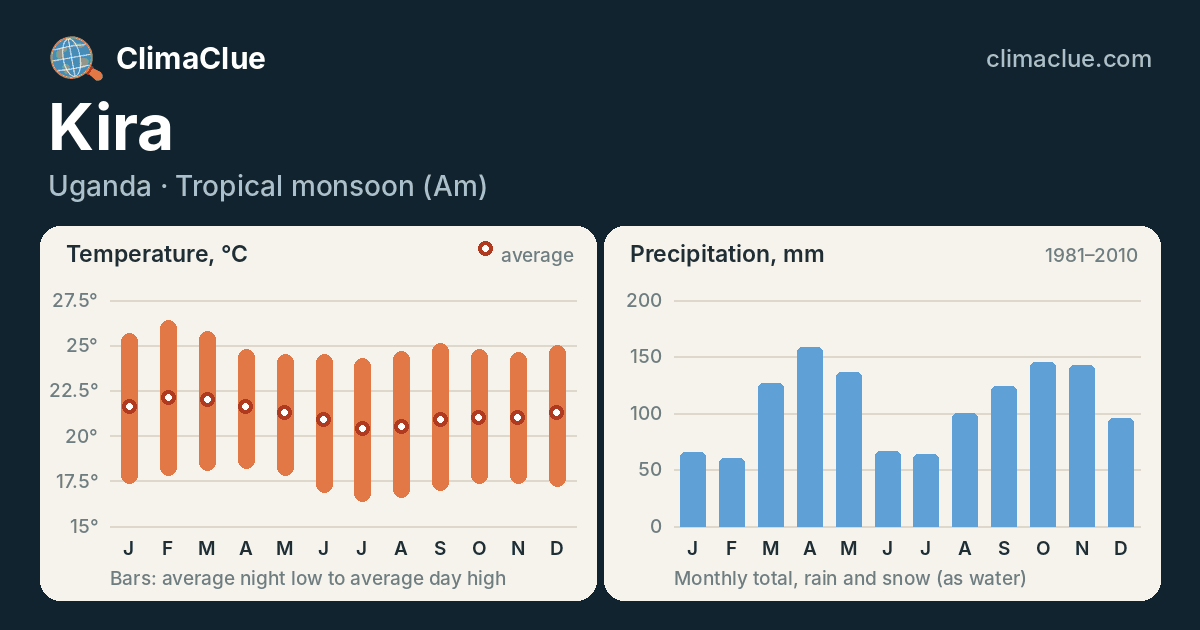 ClimaClue
climaclue.com
Kira
Uganda · Tropical monsoon (Am)
Temperature, °C
average
27.5°
25°
22.5°
20°
17.5°
15°
J F M A M J J A S O N D
Bars: average night low to average day high
Precipitation, mm
1981–2010
200
150
100
50
0
J F M A M J J A S O N D
Monthly total, rain and snow (as water)